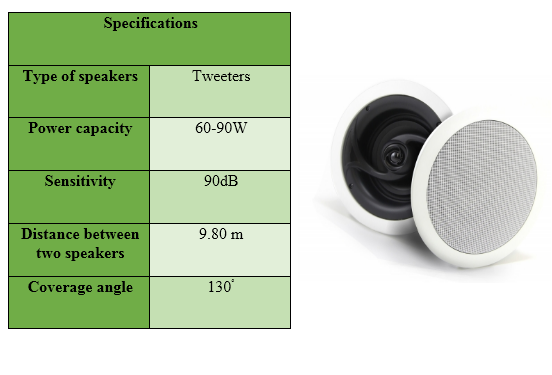 Specifications
Type of speakers Tweeters
Power capacity 60-90W
Sensitivity 90dB
Distance between 9.80 m
two speakers
Coverage angle 130°